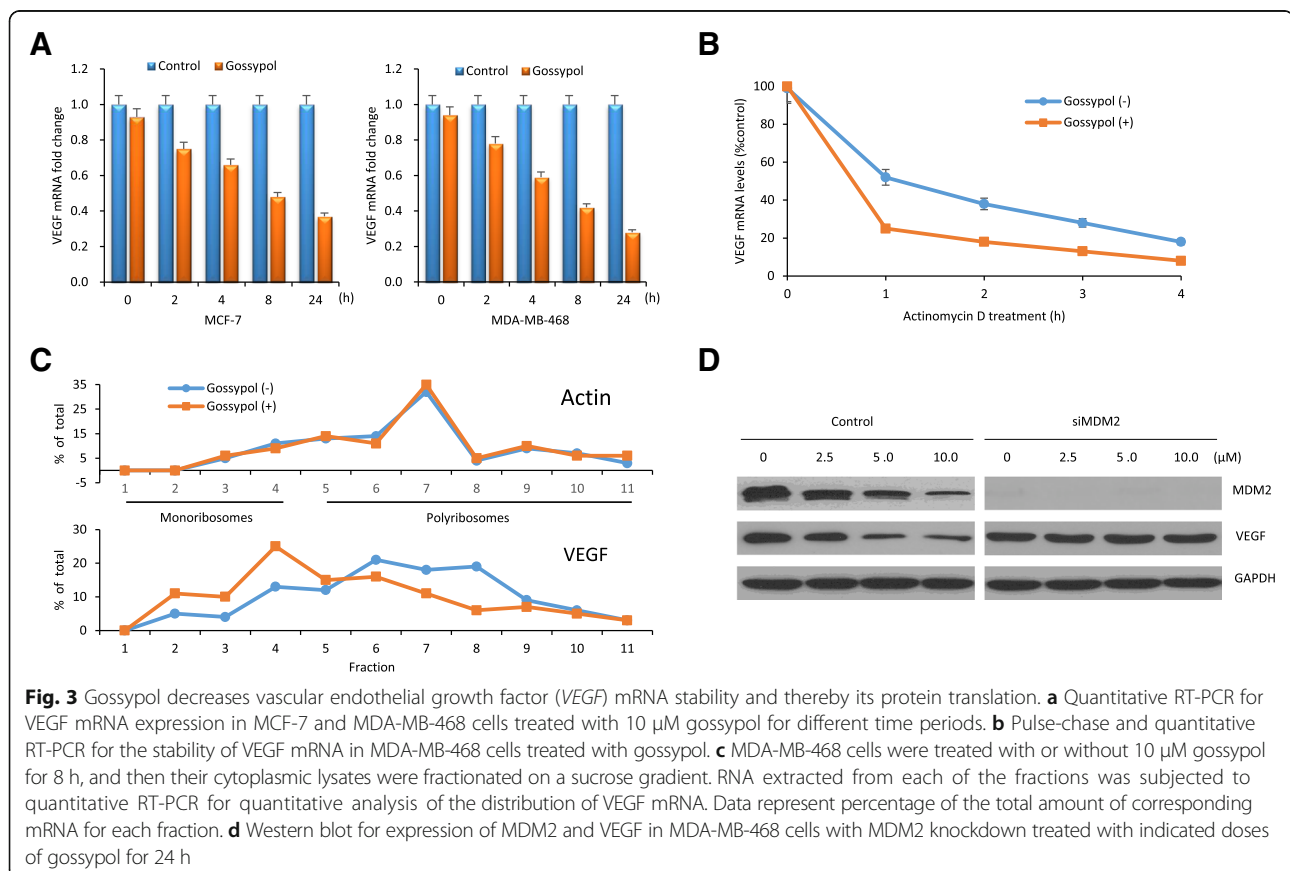 A
Control Gossypol
1.2
1.0
0.8
0.6
0.4
0.2
0.0
VEGF mRNA fold change
0 2 4 8 24 (h)
MCF-7
Control Gossypol
1.2
1.0
0.8
0.6
0.4
0.2
0.0
VEGF mRNA fold change
0 2 4 8 24 (h)
MDA-MB-468
B
100
80
60
40
20
0
VEGF mRNA levels (%control)
Gossypol (-)
Gossypol (+)
0 1 2 3 4
Actinomycin D treatment (h)
C
Gossypol (-)
Gossypol (+)
Actin
35
25
15
5
-5
% of total
1 2 3 4 5 6 7 8 9 10 11
Monoribosomes Polyribosomes
VEGF
30
20
10
0
% of total
1 2 3 4 5 6 7 8 9 10 11
Fraction
D
Control siMDM2
0 2.5 5.0 10.0 0 2.5 5 .0 10.0 (μM)
MDM2
VEGF
GAPDH
Fig. 3 Gossypol decreases vascular endothelial growth factor (VEGF) mRNA stability and thereby its protein translation. a Quantitative RT-PCR for
VEGF mRNA expression in MCF-7 and MDA-MB-468 cells treated with 10 μM gossypol for different time periods. b Pulse-chase and quantitative
RT-PCR for the stability of VEGF mRNA in MDA-MB-468 cells treated with gossypol. c MDA-MB-468 cells were treated with or without 10 μM gossypol
for 8 h, and then their cytoplasmic lysates were fractionated on a sucrose gradient. RNA extracted from each of the fractions was subjected to
quantitative RT-PCR for quantitative analysis of the distribution of VEGF mRNA. Data represent percentage of the total amount of corresponding
mRNA for each fraction. d Western blot for expression of MDM2 and VEGF in MDA-MB-468 cells with MDM2 knockdown treated with indicated doses
of gossypol for 24 h